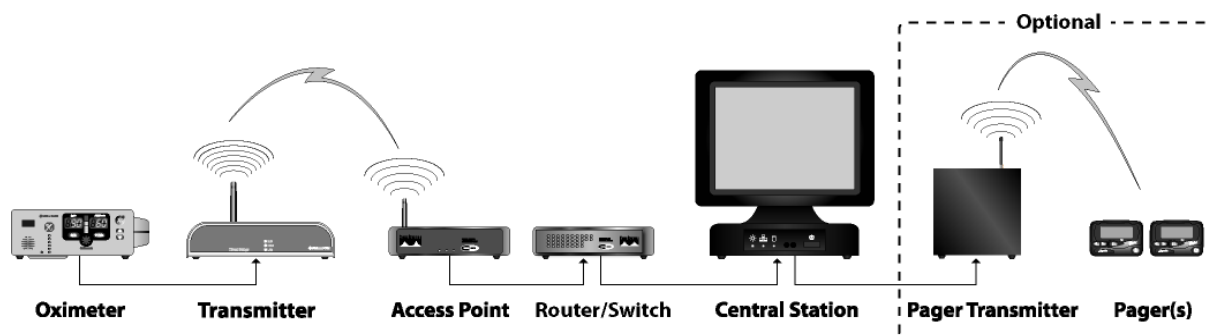 Optional
Oximeter
Transmitter
Access Point
Router/Switch
Central Station
Pager Transmitter
Pager(s)